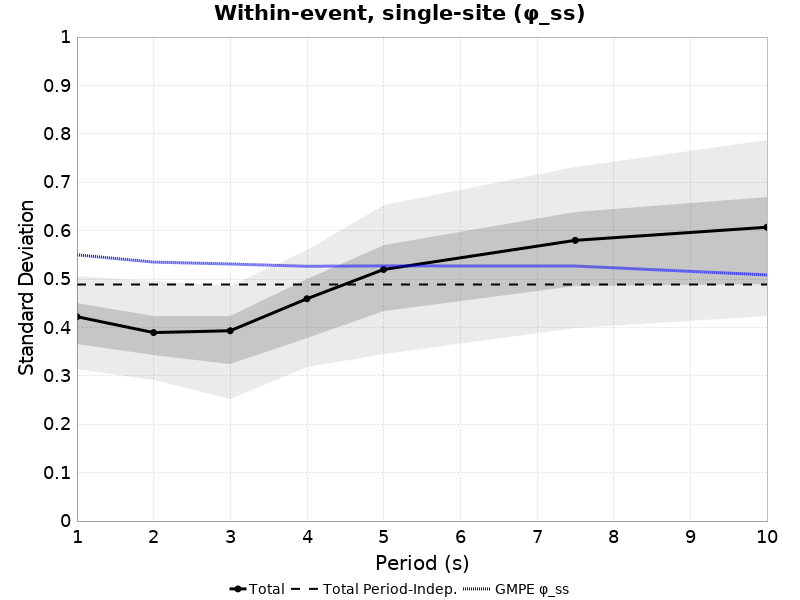 Within-event, single-site (φ_ss)
Standard Deviation
1
0.9
0.8
0.7
0.6
0.5
0.4
0.3
0.2
0.1
0
1 2 3 4 5 6 7 8 9 10
Period (s)
Total Total Period-Indep. GMPE φ_ss